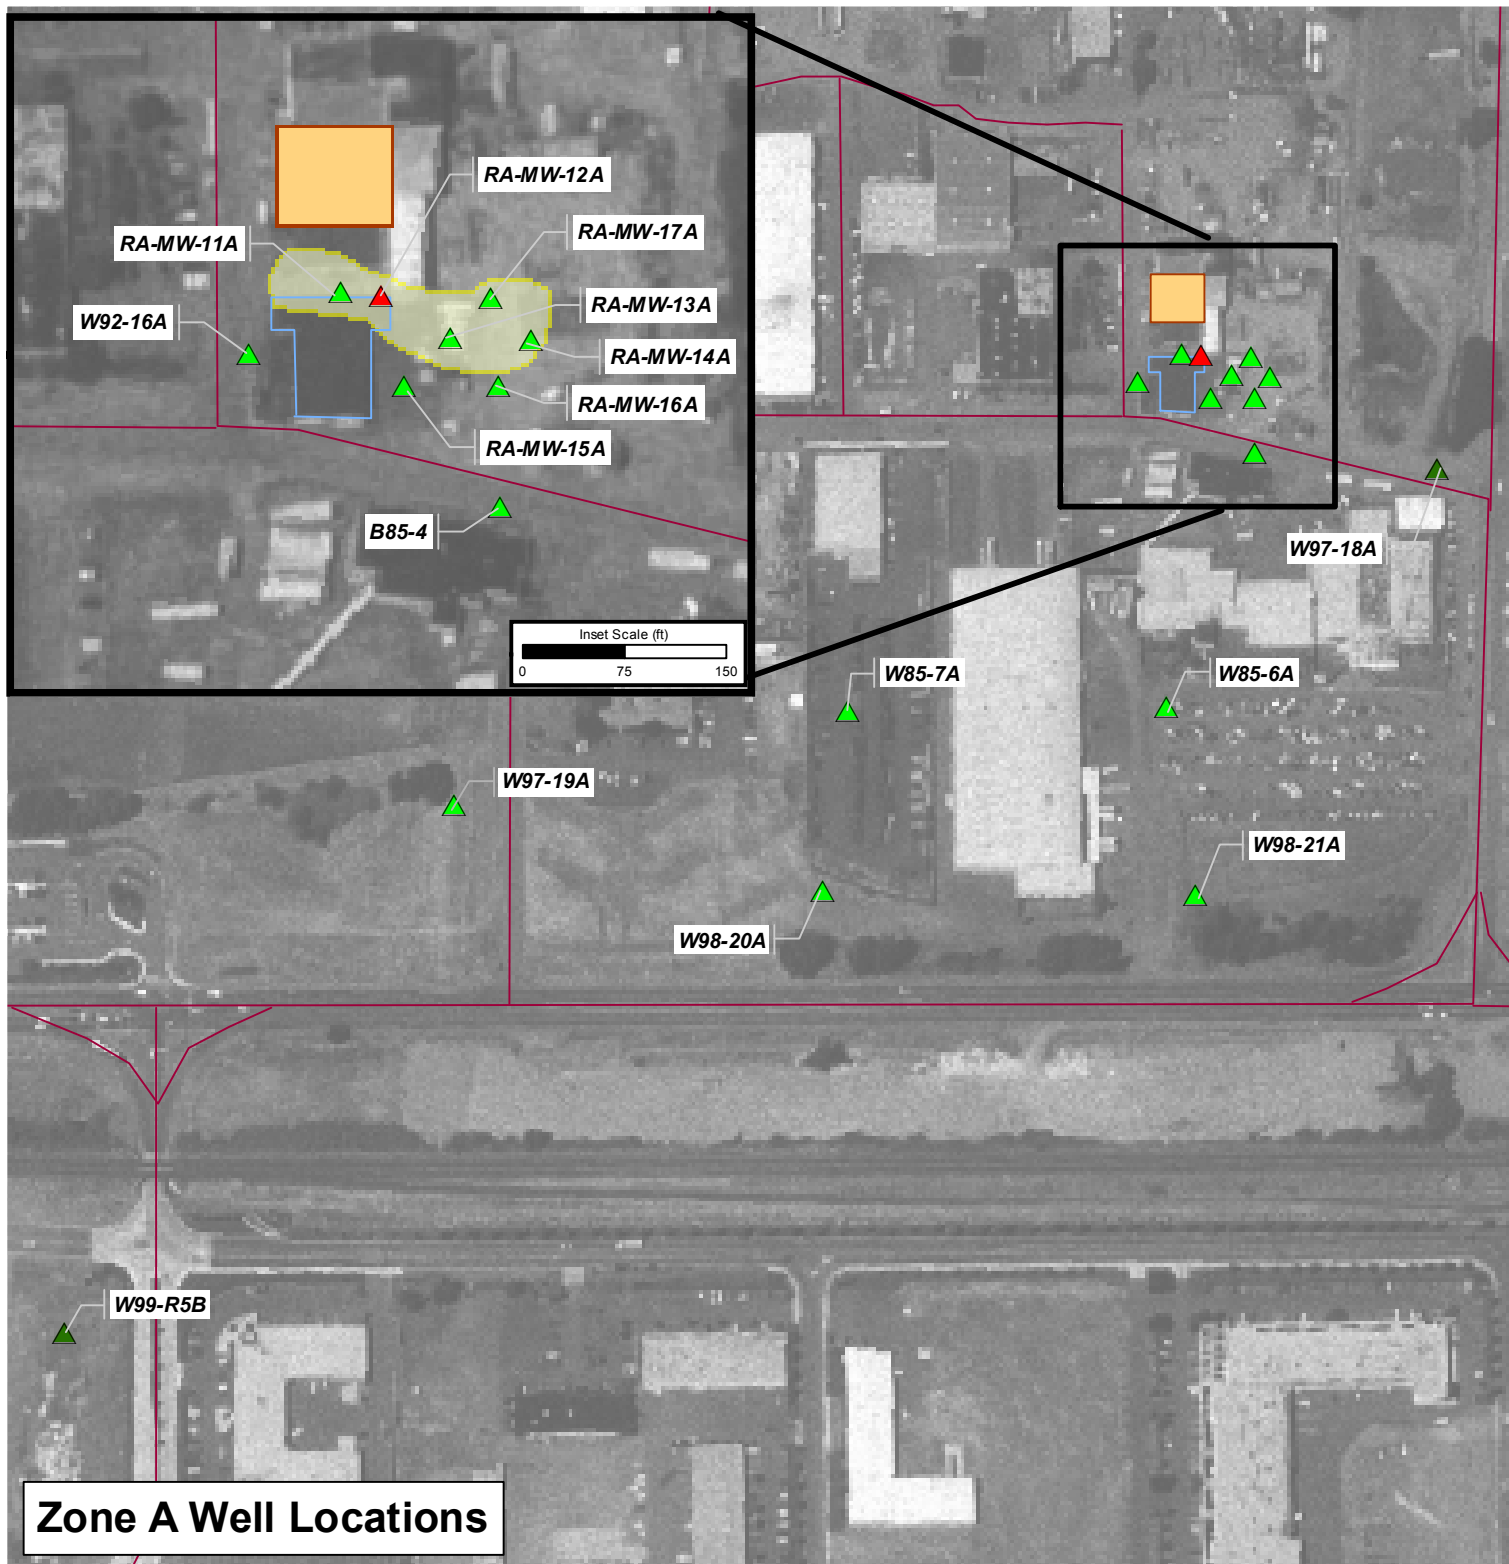 RA-MW-12A
RA-MW-11A
RA-MW-17A
RA-MW-13A
W92-16A
RA-MW-14A
RA-MW-16A
RA-MW-15A
B85-4
W97-18A
Inset Scale (ft)
0 75 150
W85-7A
W85-6A
W97-19A
W98-21A
W98-20A
W99-R5B
Zone A Well Locations